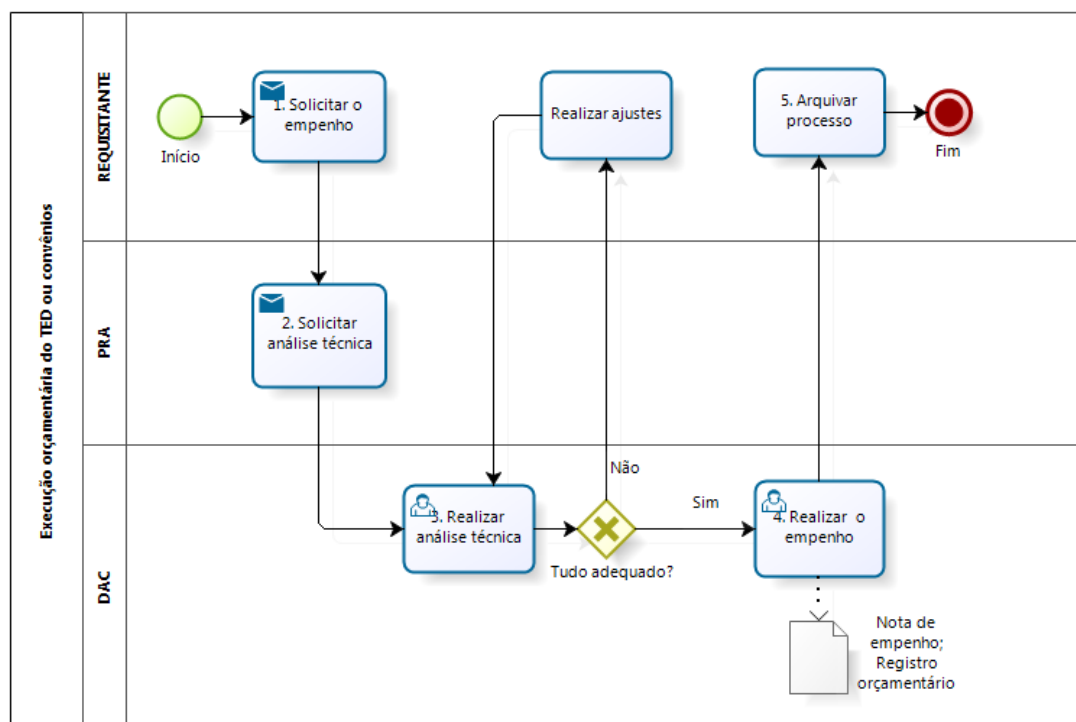 Execução orçamentária do TED ou convênios
REQUISITANTE
Início
1. Solicitar o
empenho
Realizar ajustes
5. Arquivar
processo
Fim
PRA
2. Solicitar
análise técnica
DAC
3. Realizar
análise técnica
Tudo adequado?
Não
Sim
4. Realizar o
empenho
Nota de
empenho;
Registro
orçamentário